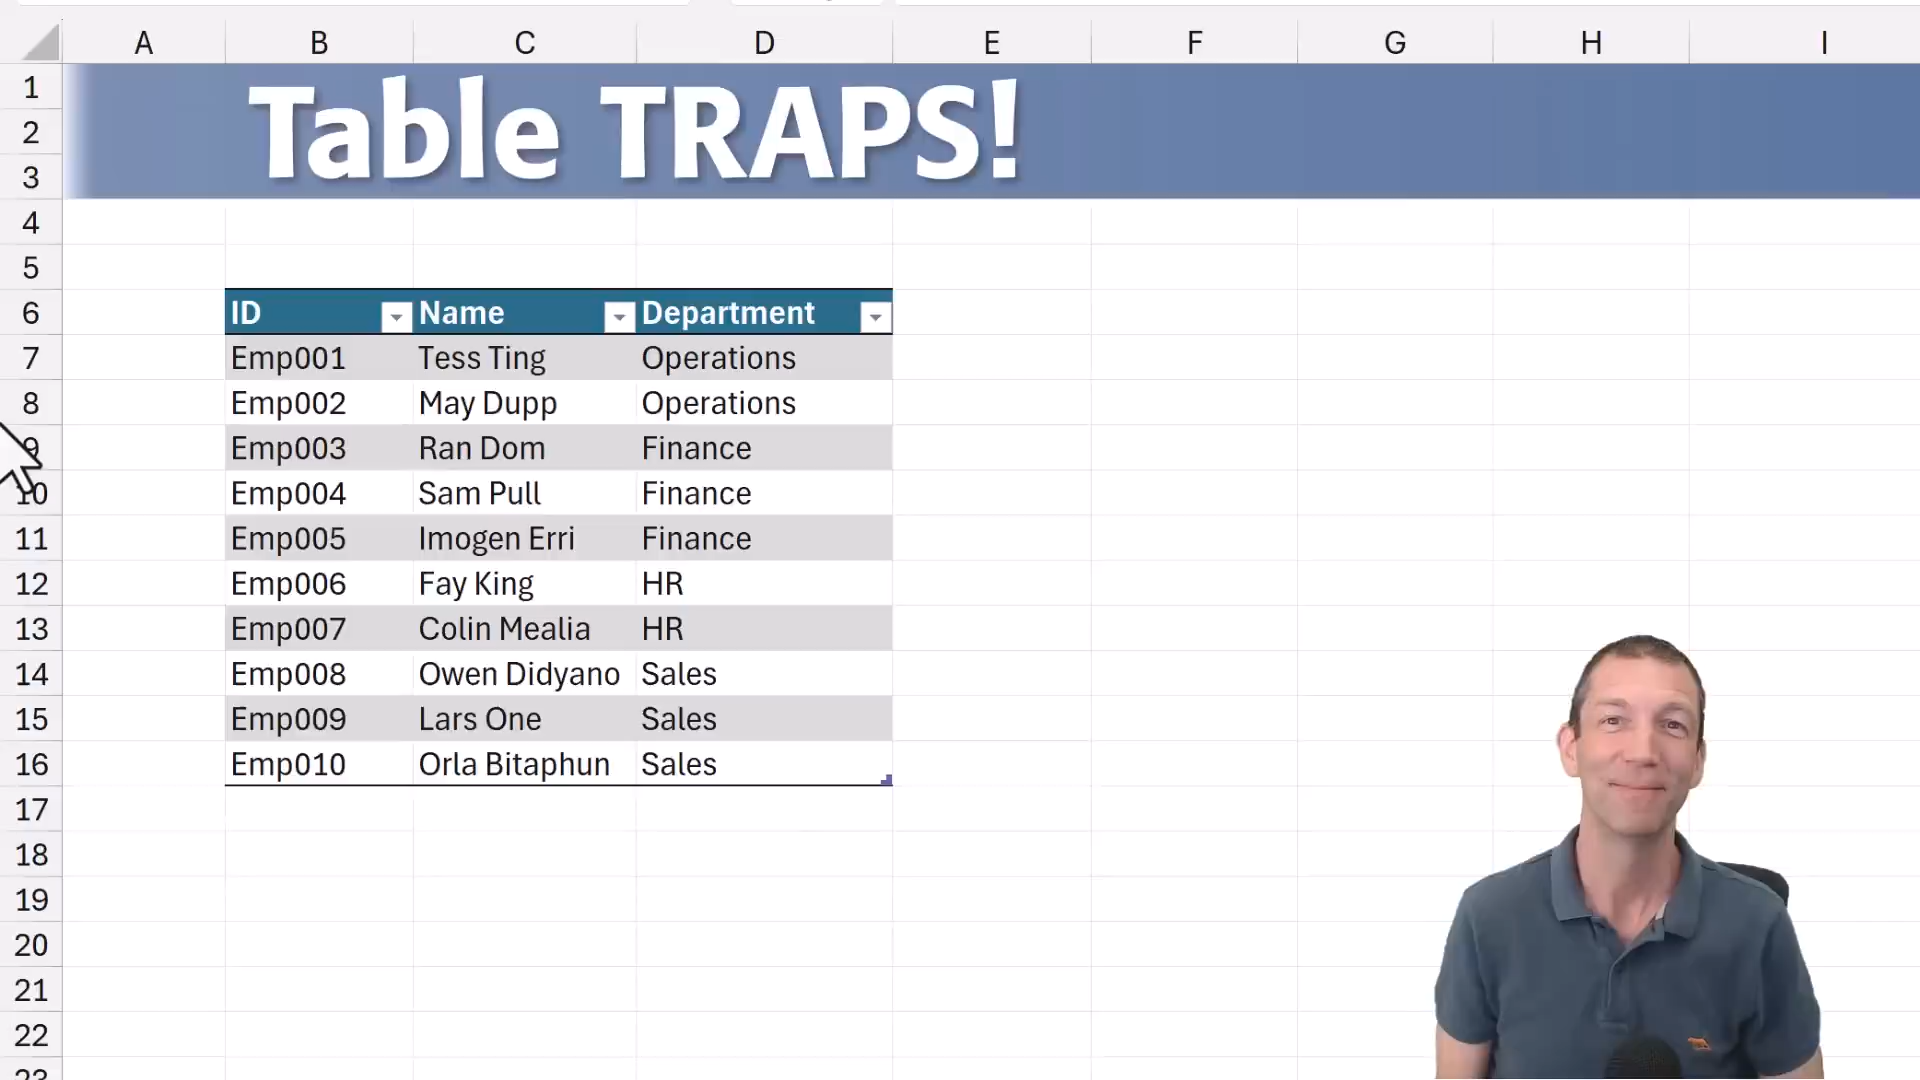 A B C D E F G H I
1
2 Table TRAPS!
3
4
5
6 ID Name Department
7 Emp001 Tess Ting Operations
8 Emp002 May Dupp Operations
9 Emp003 Ran Dom Finance
10 Emp004 Sam Pull Finance
11 Emp005 Imogen Erri Finance
12 Emp006 Fay King HR
13 Emp007 Colin Mealia HR
14 Emp008 Owen Didyano Sales
15 Emp009 Lars One Sales
16 Emp010 Orla Bitaphun Sales
17
18
19
20
21
22
23